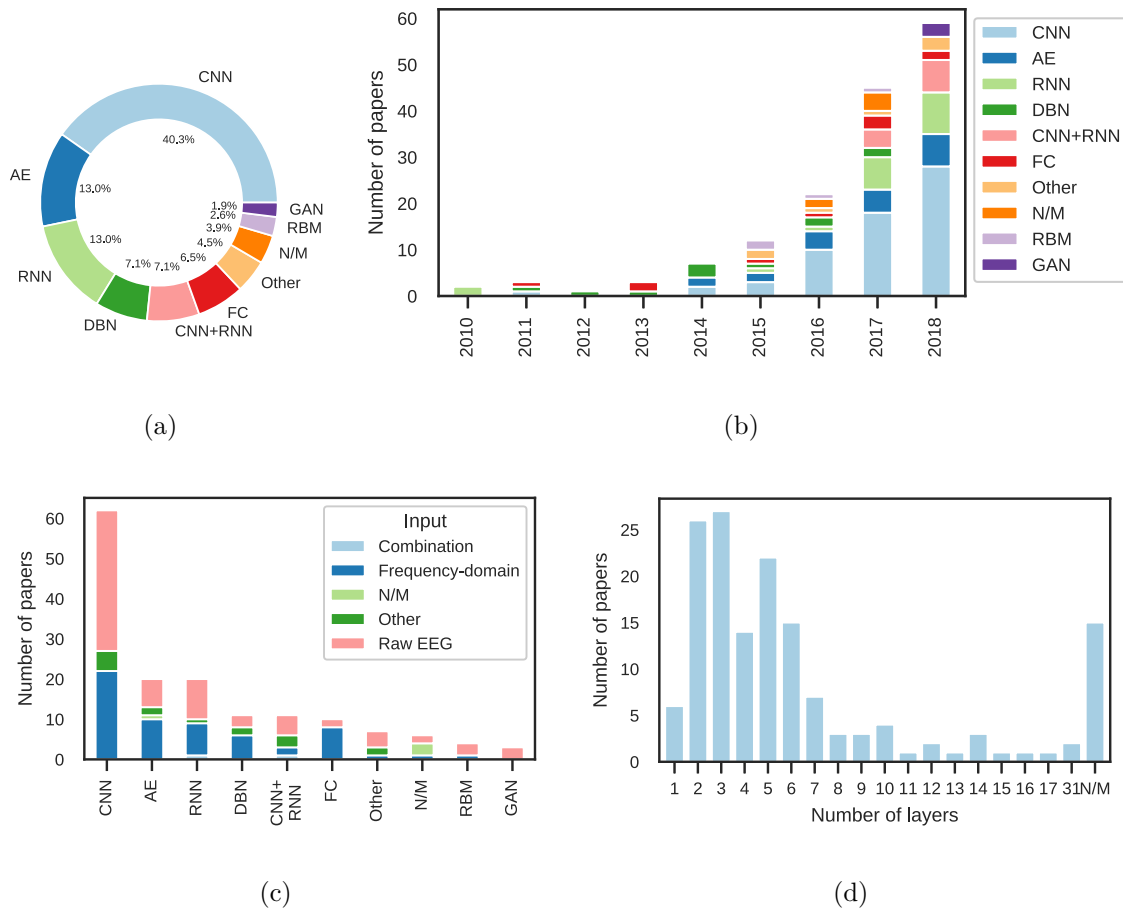 CNN
40.3%
AE
13.0%
RNN
13.0%
DBN
7.1%
CNN+RNN
7.1%
FC
6.5%
Other
4.5%
N/M
3.9%
RBM
2.6%
GAN
1.9%
(a)
Number of papers
60
50
40
30
20
10
0
2010
2011
2012
2013
2014
2015
2016
2017
2018
CNN
AE
RNN
DBN
CNN+RNN
FC
Other
N/M
RBM
GAN
(b)
Number of papers
60
50
40
30
20
10
0
CNN
AE
RNN
DBN
CNN+
RNN
FC
Other
N/M
RBM
GAN
Input
Combination
Frequency-domain
N/M
Other
Raw EEG
(c)
Number of papers
25
20
15
10
5
0
1 2 3 4 5 6 7 8 9 10 11 12 13 14 15 16 17 31 N/M
Number of layers
(d)